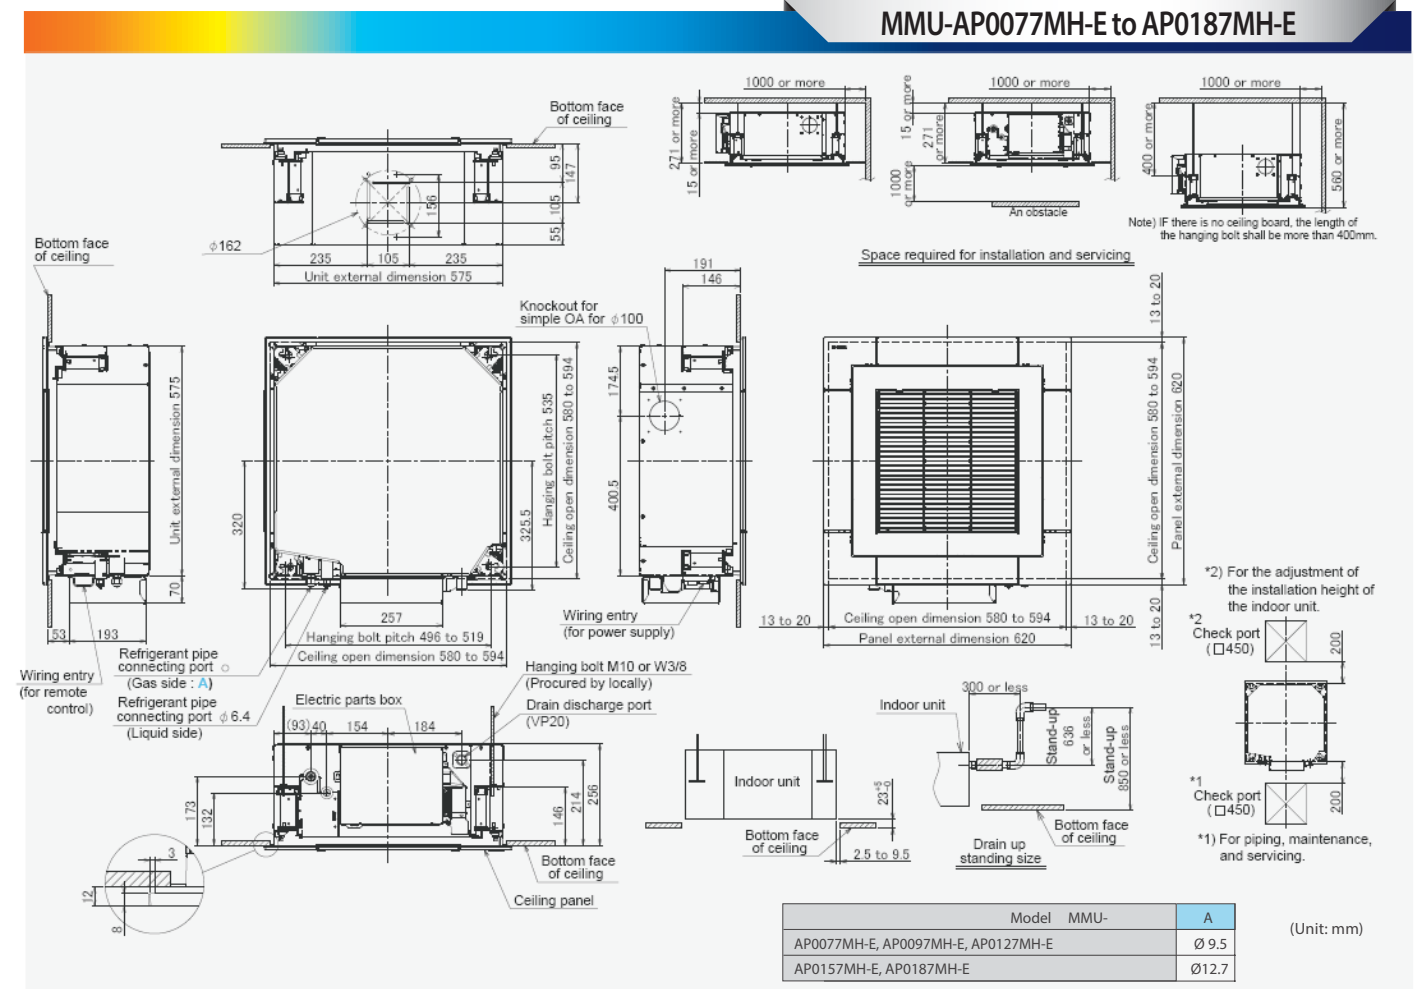 MMU-AP0077MH-E to AP0187MH-E
Bottom face
of ceiling
95
147
105
55
156
ϕ162
235
105
235
Unit external dimension 575
1000 or more
271 or more
15 or more
1000 or more
15 or more
271
or more
1000
or more
An obstacle
1000 or more
400 or more
560 or more
Note) IF there is no ceiling board, the length of
the hanging bolt shall be more than 400mm.
Space required for installation and servicing
Bottom face
of ceiling
Unit external dimension 575
70
53
193
Wiring entry
(for remote
control)
320
Hanging bolt pitch 535
Ceiling open dimension 580 to 594
325.5
257
Hanging bolt pitch 496 to 519
Ceiling open dimension 580 to 594
Refrigerant pipe
connecting port ○
(Gas side : A)
Refrigerant pipe
connecting port ϕ6.4
(Liquid side)
191
146
Knockout for
simple OA for ϕ100
174.5
400.5
Wiring entry
(for power supply)
13 to 20
Ceiling open dimension 580 to 594
Panel external dimension 620
13 to 20
13 to 20
Ceiling open dimension 580 to 594
13 to 20
Panel external dimension 620
*2) For the adjustment of
the installation height of
the indoor unit.
*2
Check port
(□450)
200
*1
Check port
(□450)
200
*1) For piping, maintenance,
and servicing.
Hanging bolt M10 or W3/8
(Procured by locally)
Drain discharge port
(VP20)
Electric parts box
(93)
40
154
184
173
132
146
214
256
Bottom face
of ceiling
Ceiling panel
3
12
8
Indoor unit
23+5-0
Bottom face
of ceiling
2.5 to 9.5
300 or less
Indoor unit
Stand-up
636
or less
Stand-up
850 or less
Bottom face
of ceiling
Drain up
standing size
Model MMU- A
AP0077MH-E, AP0097MH-E, AP0127MH-E Ø 9.5
AP0157MH-E, AP0187MH-E Ø12.7
(Unit: mm)